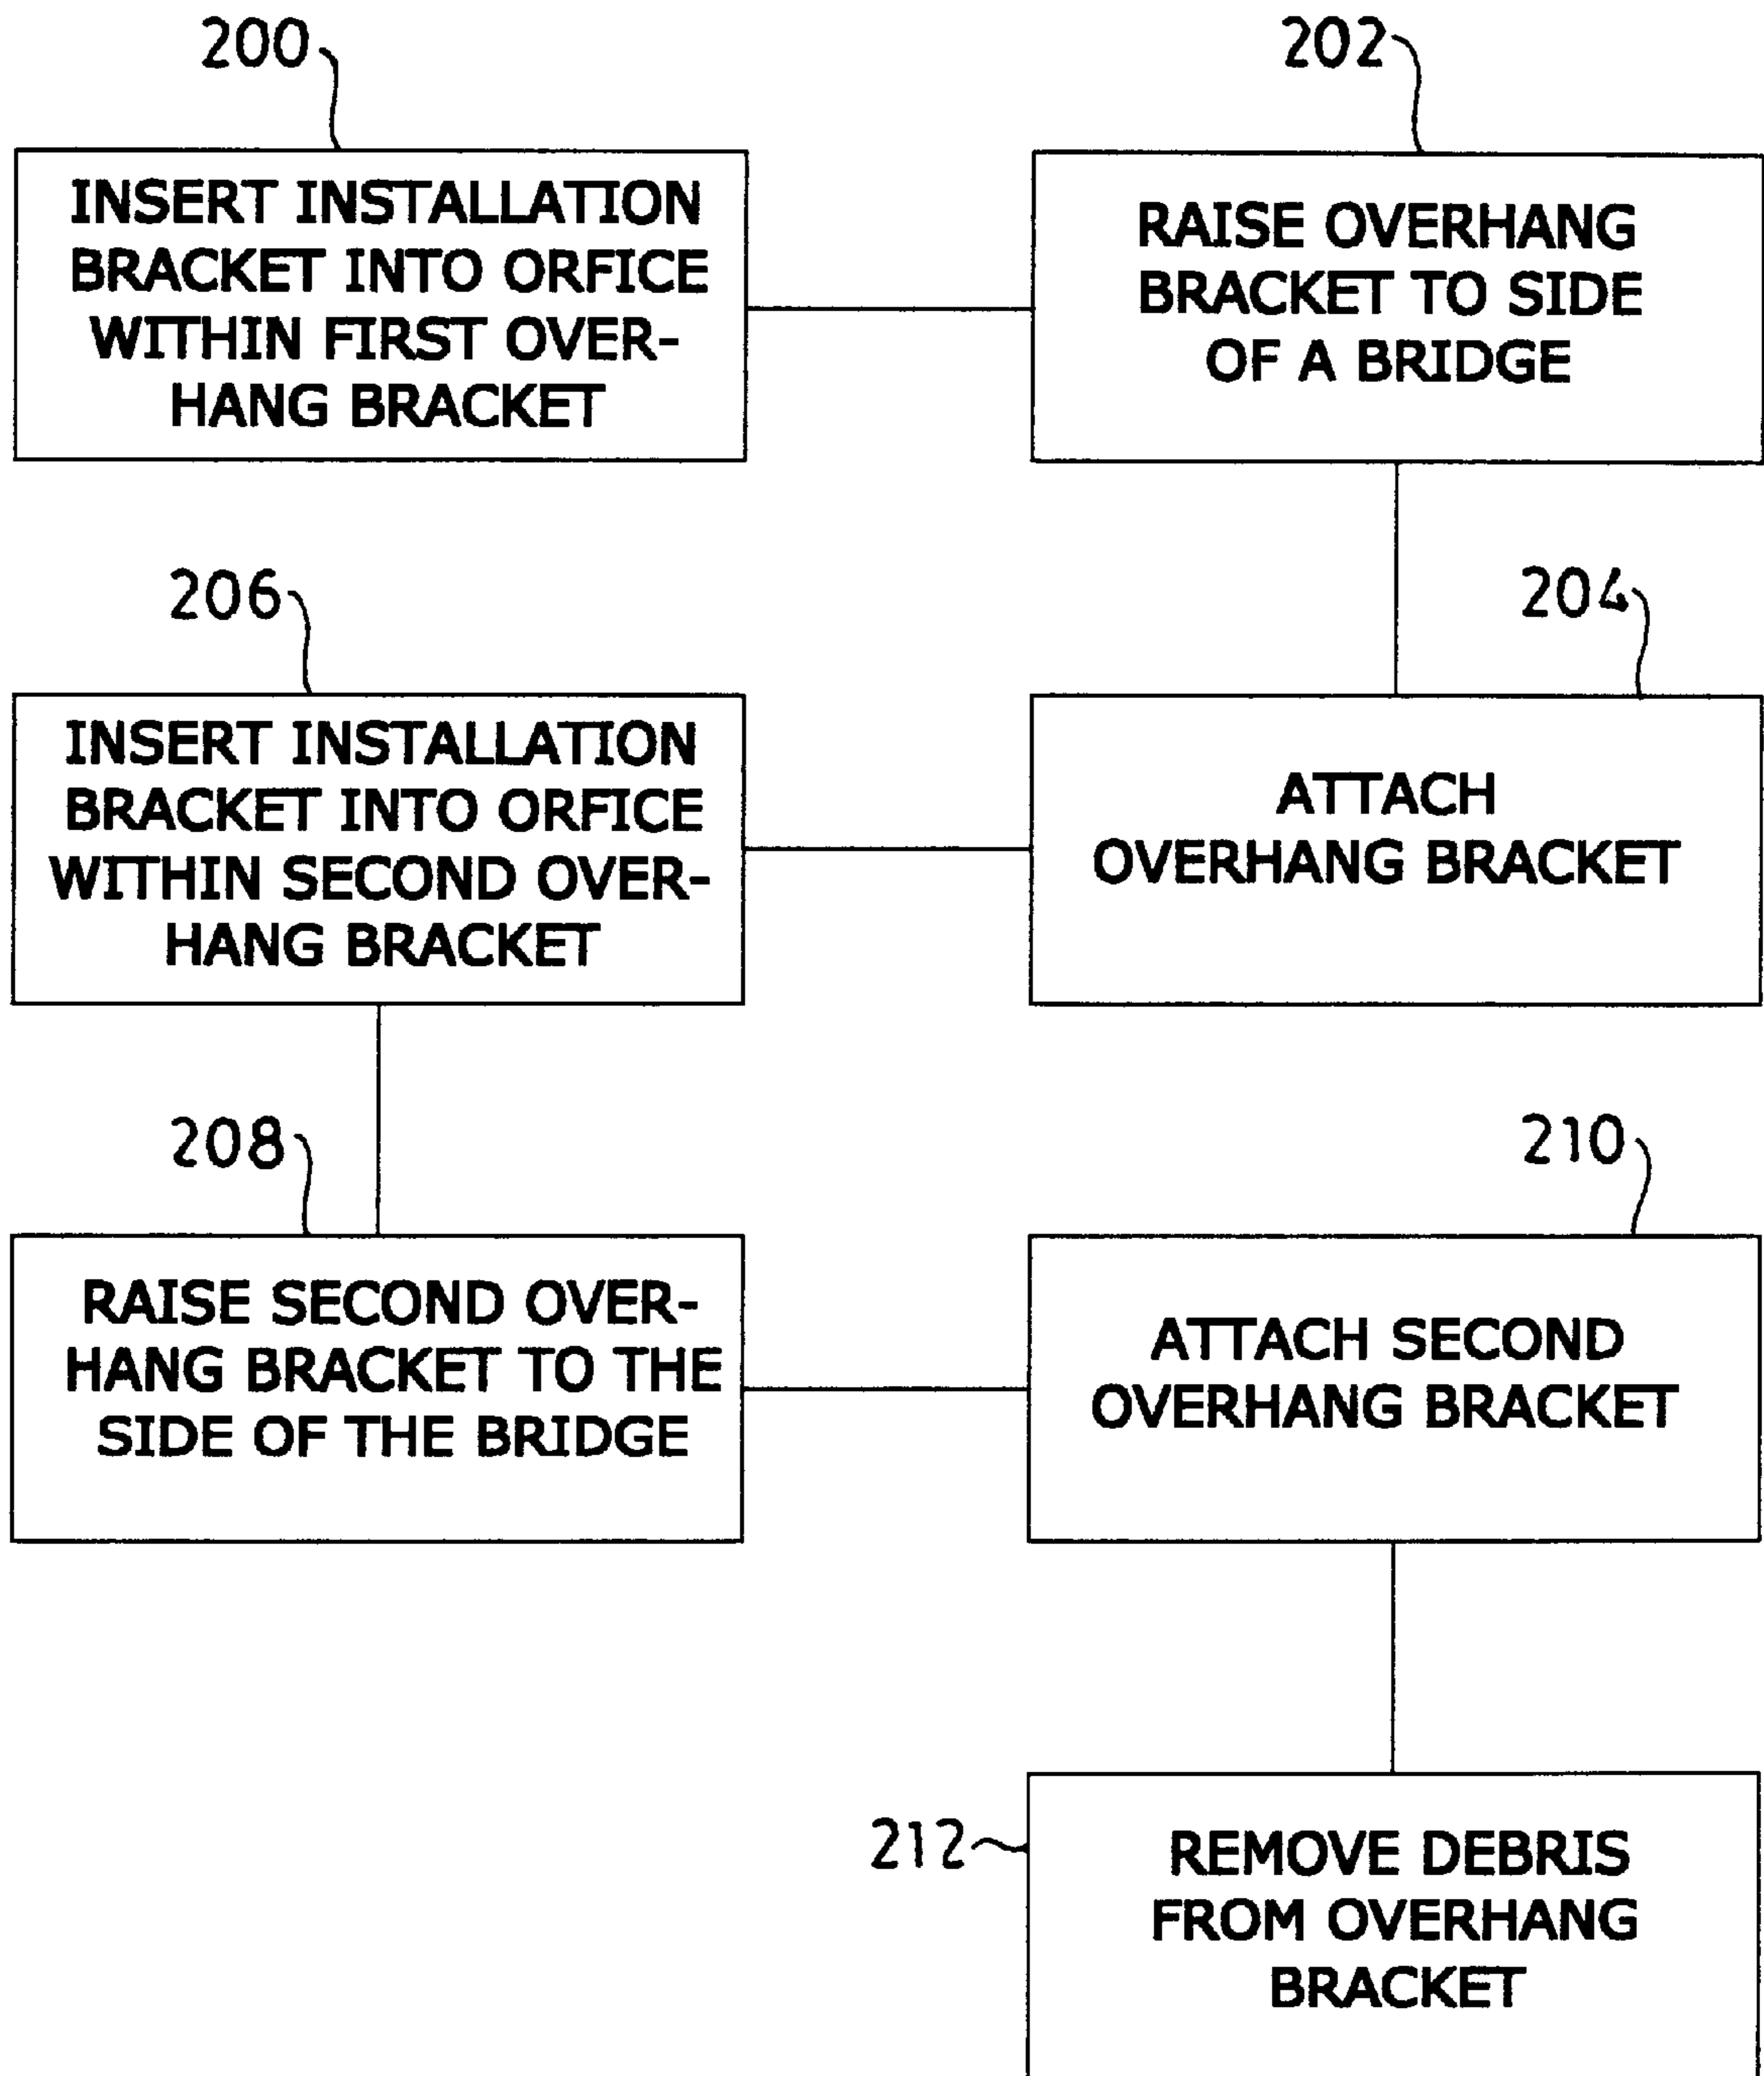 200
INSERT INSTALLATION
BRACKET INTO ORFICE
WITHIN FIRST OVER-
HANG BRACKET
202
RAISE OVERHANG
BRACKET TO SIDE
OF A BRIDGE
204
ATTACH
OVERHANG BRACKET
206
INSERT INSTALLATION
BRACKET INTO ORFICE
WITHIN SECOND OVER-
HANG BRACKET
208
RAISE SECOND OVER-
HANG BRACKET TO THE
SIDE OF THE BRIDGE
210
ATTACH SECOND
OVERHANG BRACKET
212
REMOVE DEBRIS
FROM OVERHANG
BRACKET